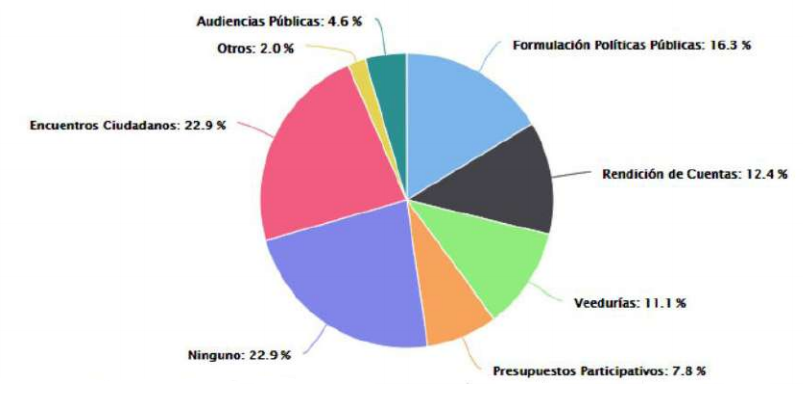 Audiencias Públicas: 4.6 %
Otros: 2.0 %
Formulación Políticas Públicas: 16.3 %
Encuentros Ciudadanos: 22.9 %
Rendición de Cuentas: 12.4 %
Veedurías: 11.1 %
Ninguno: 22.9 %
Presupuestos Participativos: 7.8 %